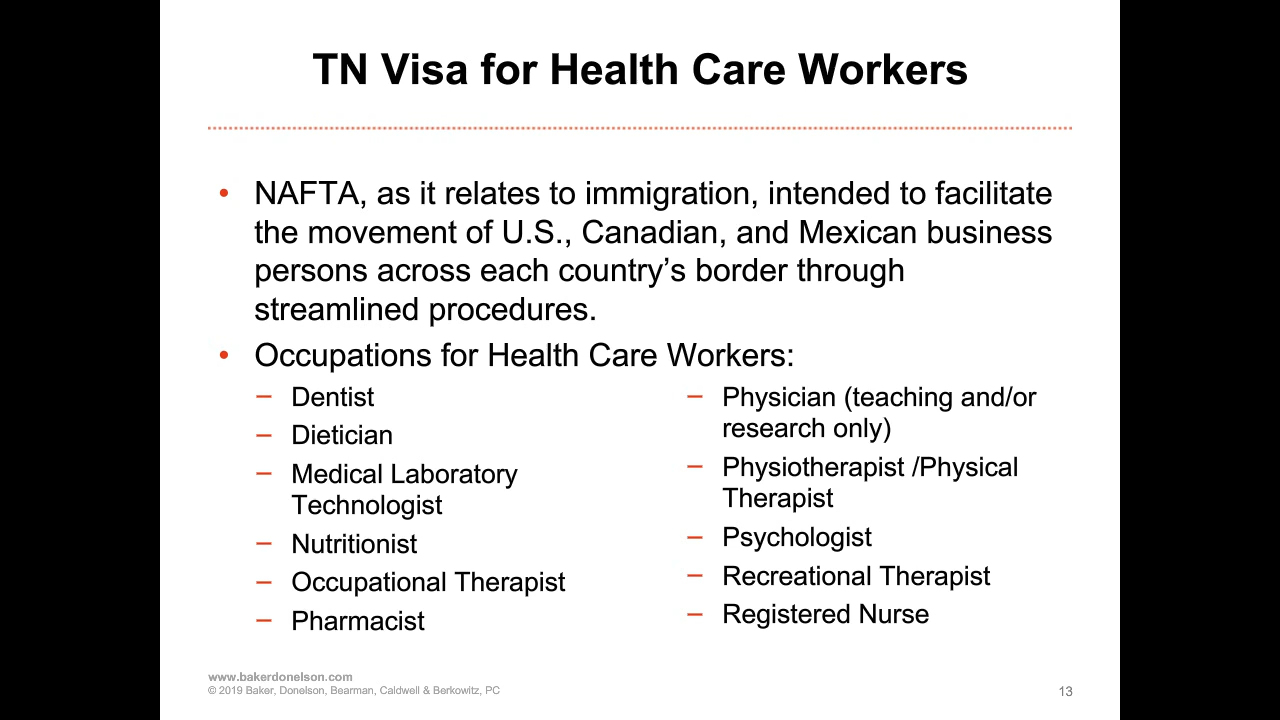 TN Visa for Health Care Workers
• NAFTA, as it relates to immigration, intended to facilitate
the movement of U.S., Canadian, and Mexican business
persons across each country’s border through
streamlined procedures.
• Occupations for Health Care Workers:
– Dentist
– Dietician
– Medical Laboratory
Technologist
– Nutritionist
– Occupational Therapist
– Pharmacist
– Physician (teaching and/or
research only)
– Physiotherapist /Physical
Therapist
– Psychologist
– Recreational Therapist
– Registered Nurse
www.bakerdonelson.com
© 2019 Baker, Donelson, Bearman, Caldwell & Berkowitz, PC
13